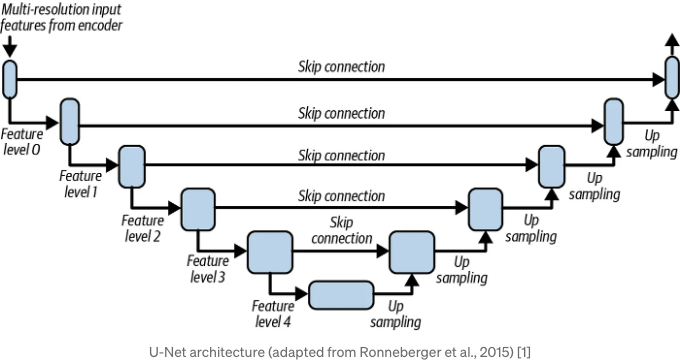 Multi-resolution input
features from encoder
Skip connection
Skip connection
Feature
level 0
Up
sampling
Skip connection
Feature
level 1
Up
sampling
Skip connection
Feature
level 2
Up
sampling
Skip
connection
Feature
level 3
Up
sampling
Feature
level 4
Up
sampling
U-Net architecture (adapted from Ronneberger et al., 2015) [1]